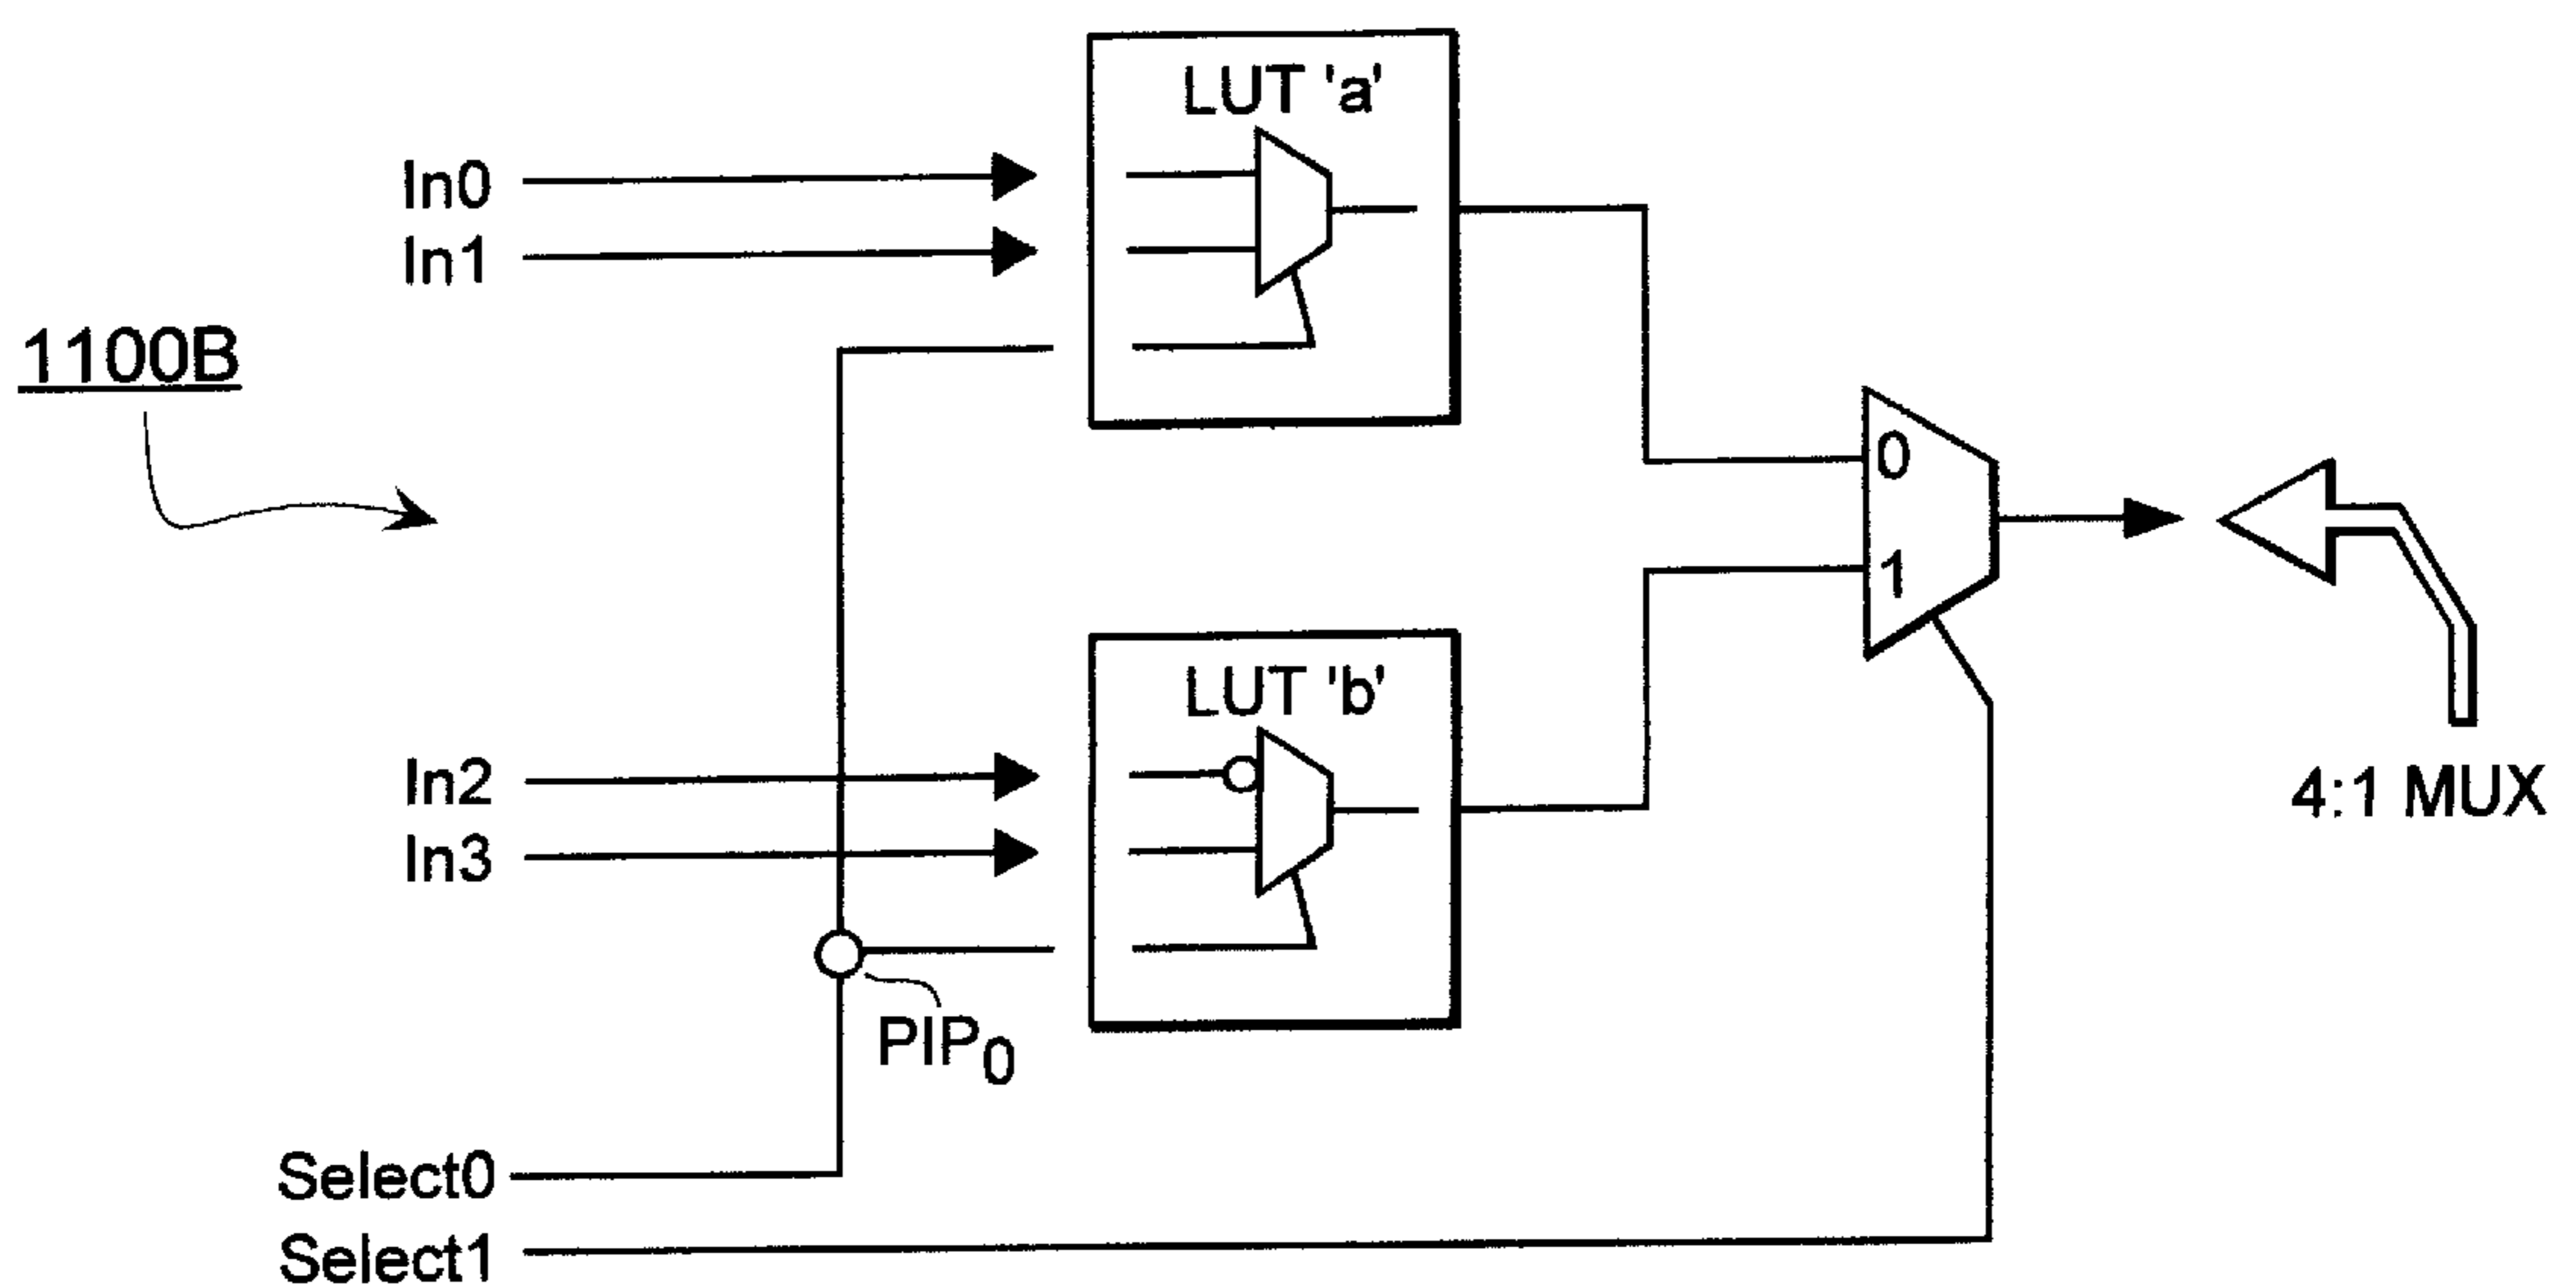 LUT 'a'
In0
In1
1100B
0
1
LUT 'b'
In2
In3
4:1 MUX
PIP0
Select0
Select1